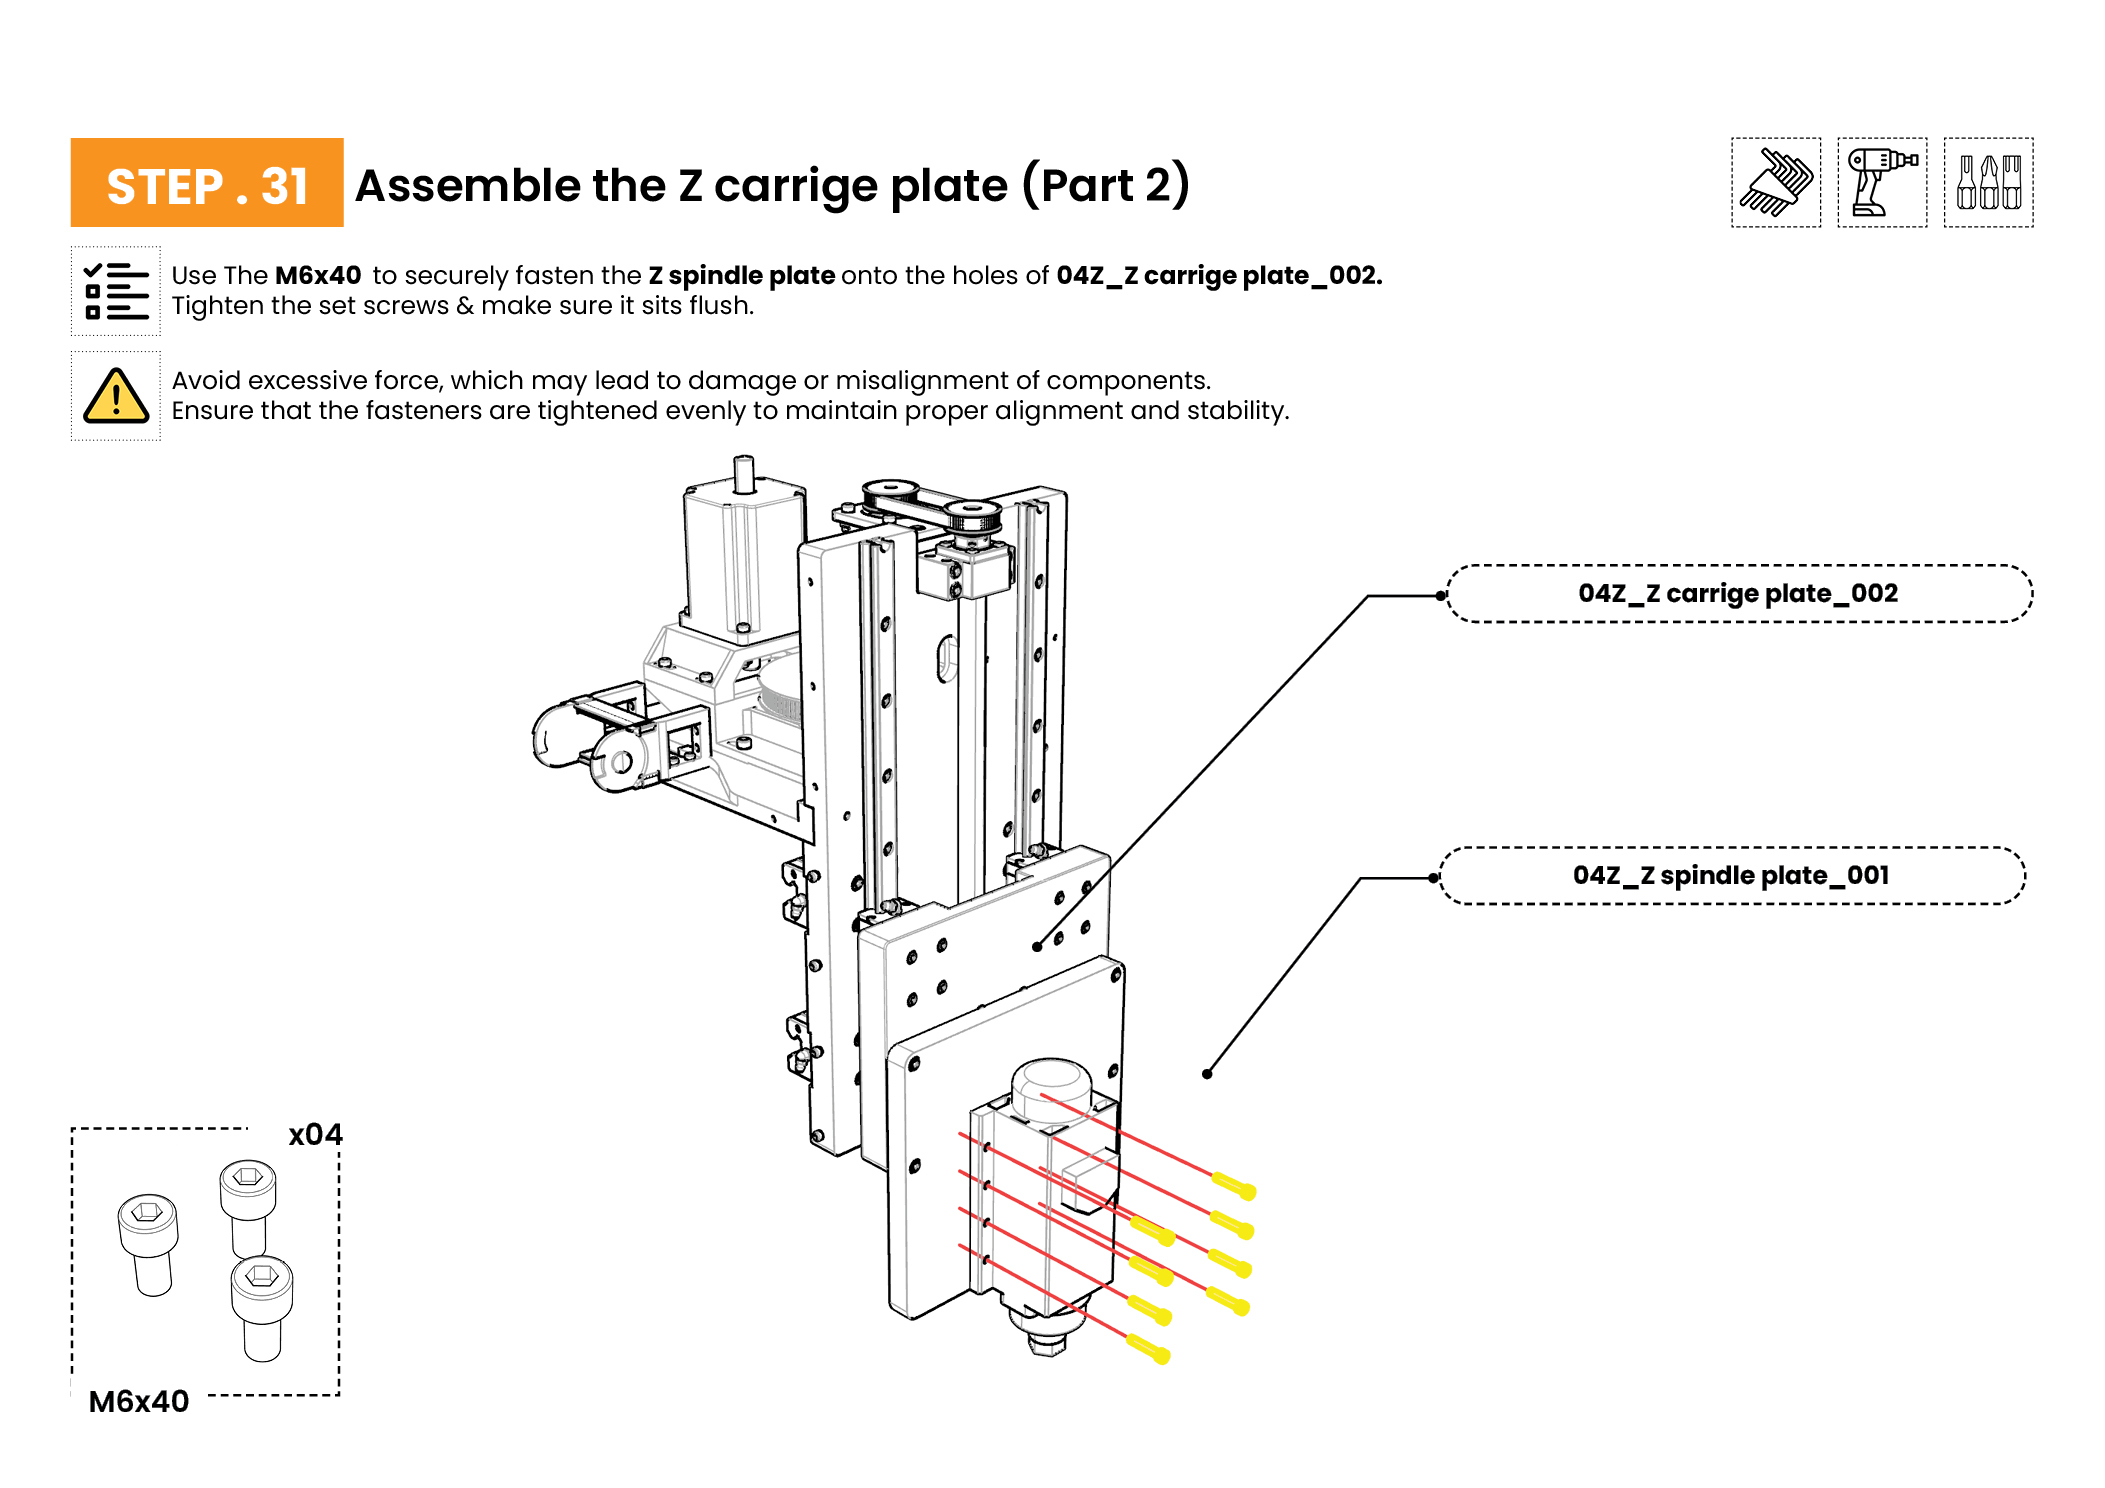 STEP . 31
Assemble the Z carrige plate (Part 2)
Use The M6x40 to securely fasten the Z spindle plate onto the holes of 04Z_Z carrige plate_002.
Tighten the set screws & make sure it sits flush.
Avoid excessive force, which may lead to damage or misalignment of components.
Ensure that the fasteners are tightened evenly to maintain proper alignment and stability.
04Z_Z carrige plate_002
04Z_Z spindle plate_001
x04
M6x40